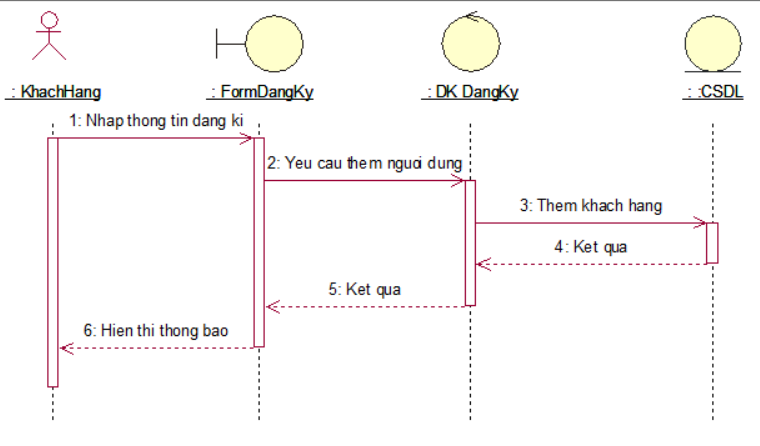 : KhachHang
: FormDangKy
: DK DangKy
: :CSDL
1: Nhap thong tin dang ki
2: Yeu cau them nguoi dung
3: Them khach hang
4: Ket qua
5: Ket qua
6: Hien thi thong bao